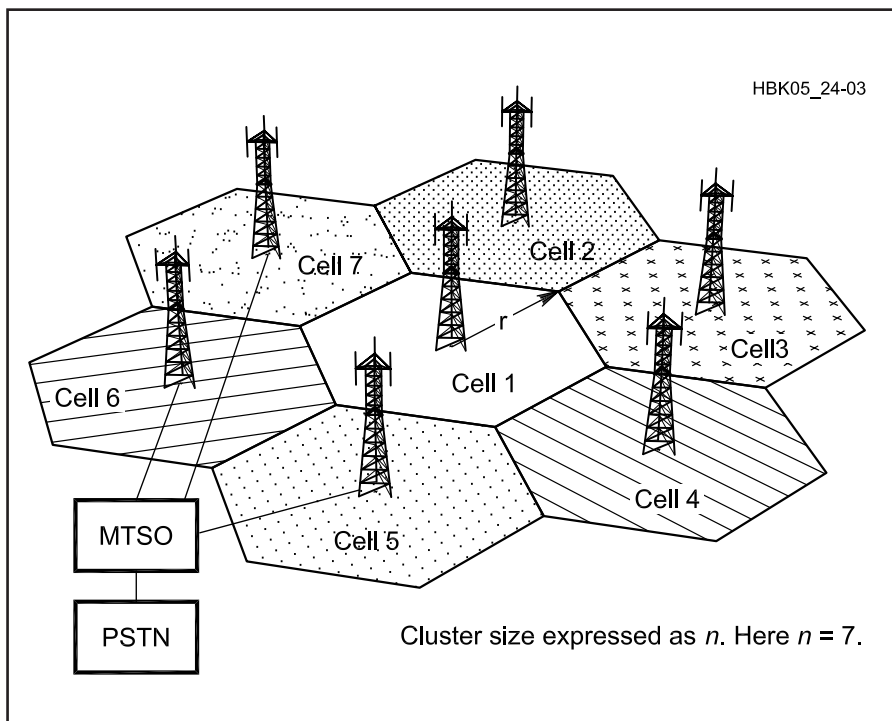 HBK05_24-03
Cell 7
Cell 2
Cell3
Cell 1
r
Cell 6
Cell 4
Cell 5
MTSO
PSTN
Cluster size expressed as n. Here n = 7.